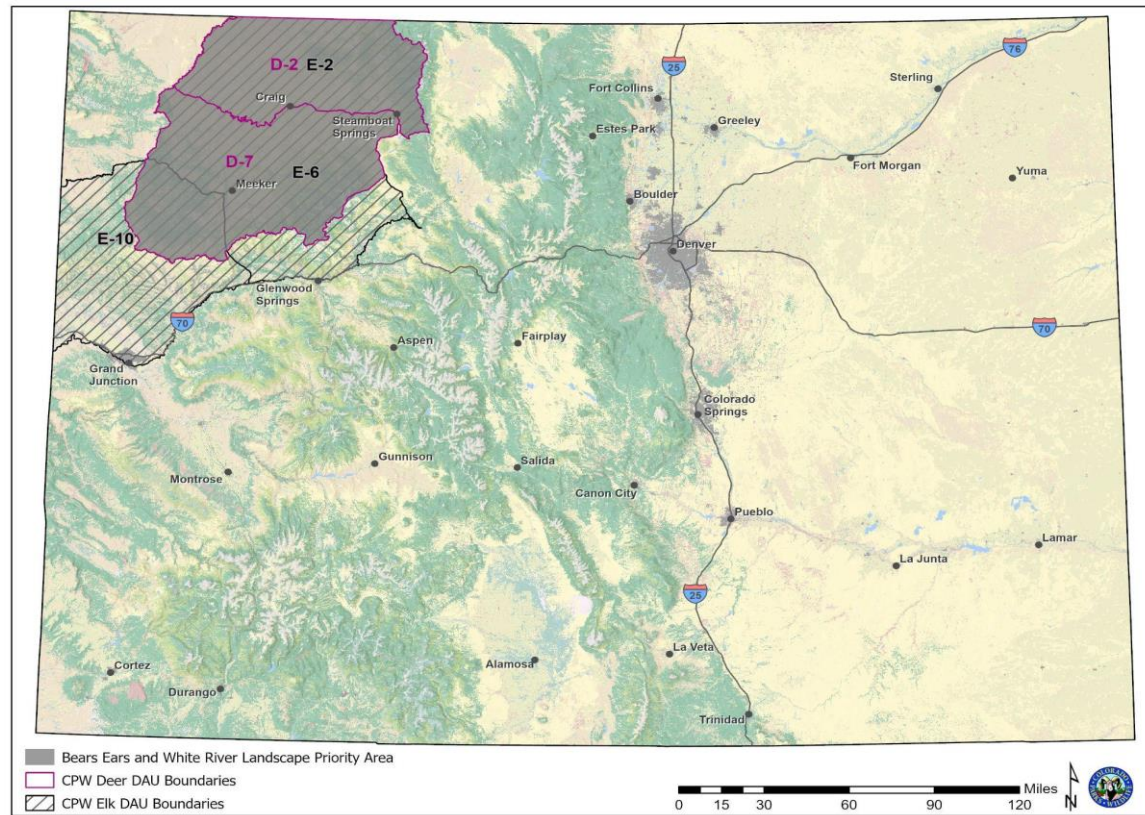 D-2 E-2
76
25
Sterling
Craig
Fort Collins
Steamboat
Springs
Greeley
Estes Park
D-7
E-6
Fort Morgan
Meeker
Yuma
Boulder
E-10
Denver
Glenwood
Springs
70
70
Aspen
Fairplay
Grand
Junction
Colorado
Springs
Gunnison
Salida
Montrose
Canon City
Pueblo
Lamar
La Junta
25
La Veta
Alamosa
Cortez
Durango
Trinidad
Bears Ears and White River Landscape Priority Area
CPW Deer DAU Boundaries
CPW Elk DAU Boundaries
Miles
0 15 30 60 90 120
N
COLORADO
PARKS
WILDLIFE